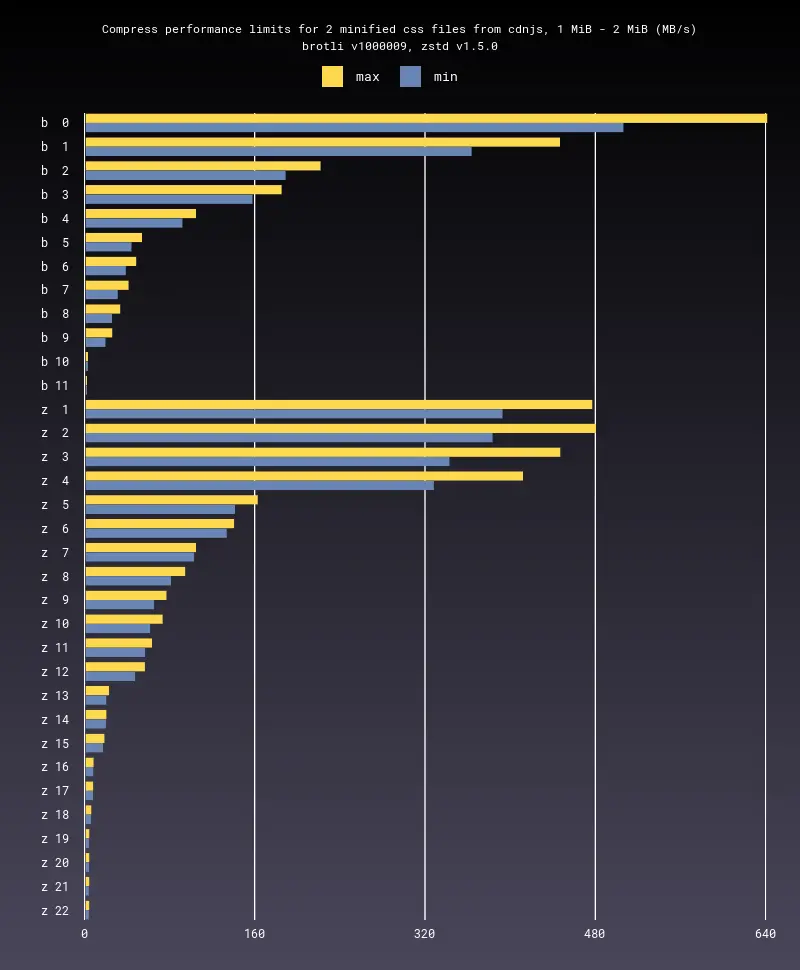 Compress performance limits for 2 minified css files from cdnjs, 1 MiB - 2 MiB (MB/s)
brotli v1000009, zstd v1.5.0
max min
b 0
b 1
b 2
b 3
b 4
b 5
b 6
b 7
b 8
b 9
b 10
b 11
z 1
z 2
z 3
z 4
z 5
z 6
z 7
z 8
z 9
z 10
z 11
z 12
z 13
z 14
z 15
z 16
z 17
z 18
z 19
z 20
z 21
z 22
0 160 320 480 640